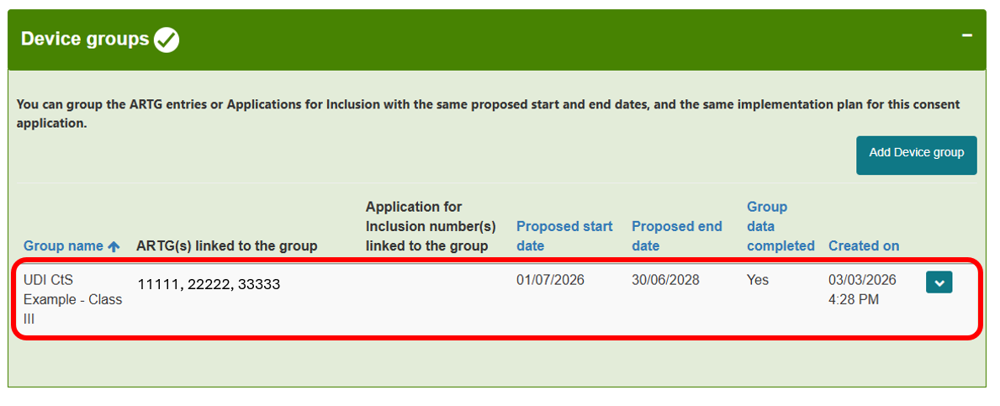 Device groups
You can group the ARTG entries or Applications for Inclusion with the same proposed start and end dates, and the same implementation plan for this consent
application.
Add Device group
Group name
ARTG(s) linked to the group
Application for
Inclusion number(s)
linked to the group
Proposed start
date
Proposed end
date
Group
data
completed
Created on
UDI CtS
Example - Class
III
11111, 22222, 33333
01/07/2026
30/06/2028
Yes
03/03/2026
4:28 PM